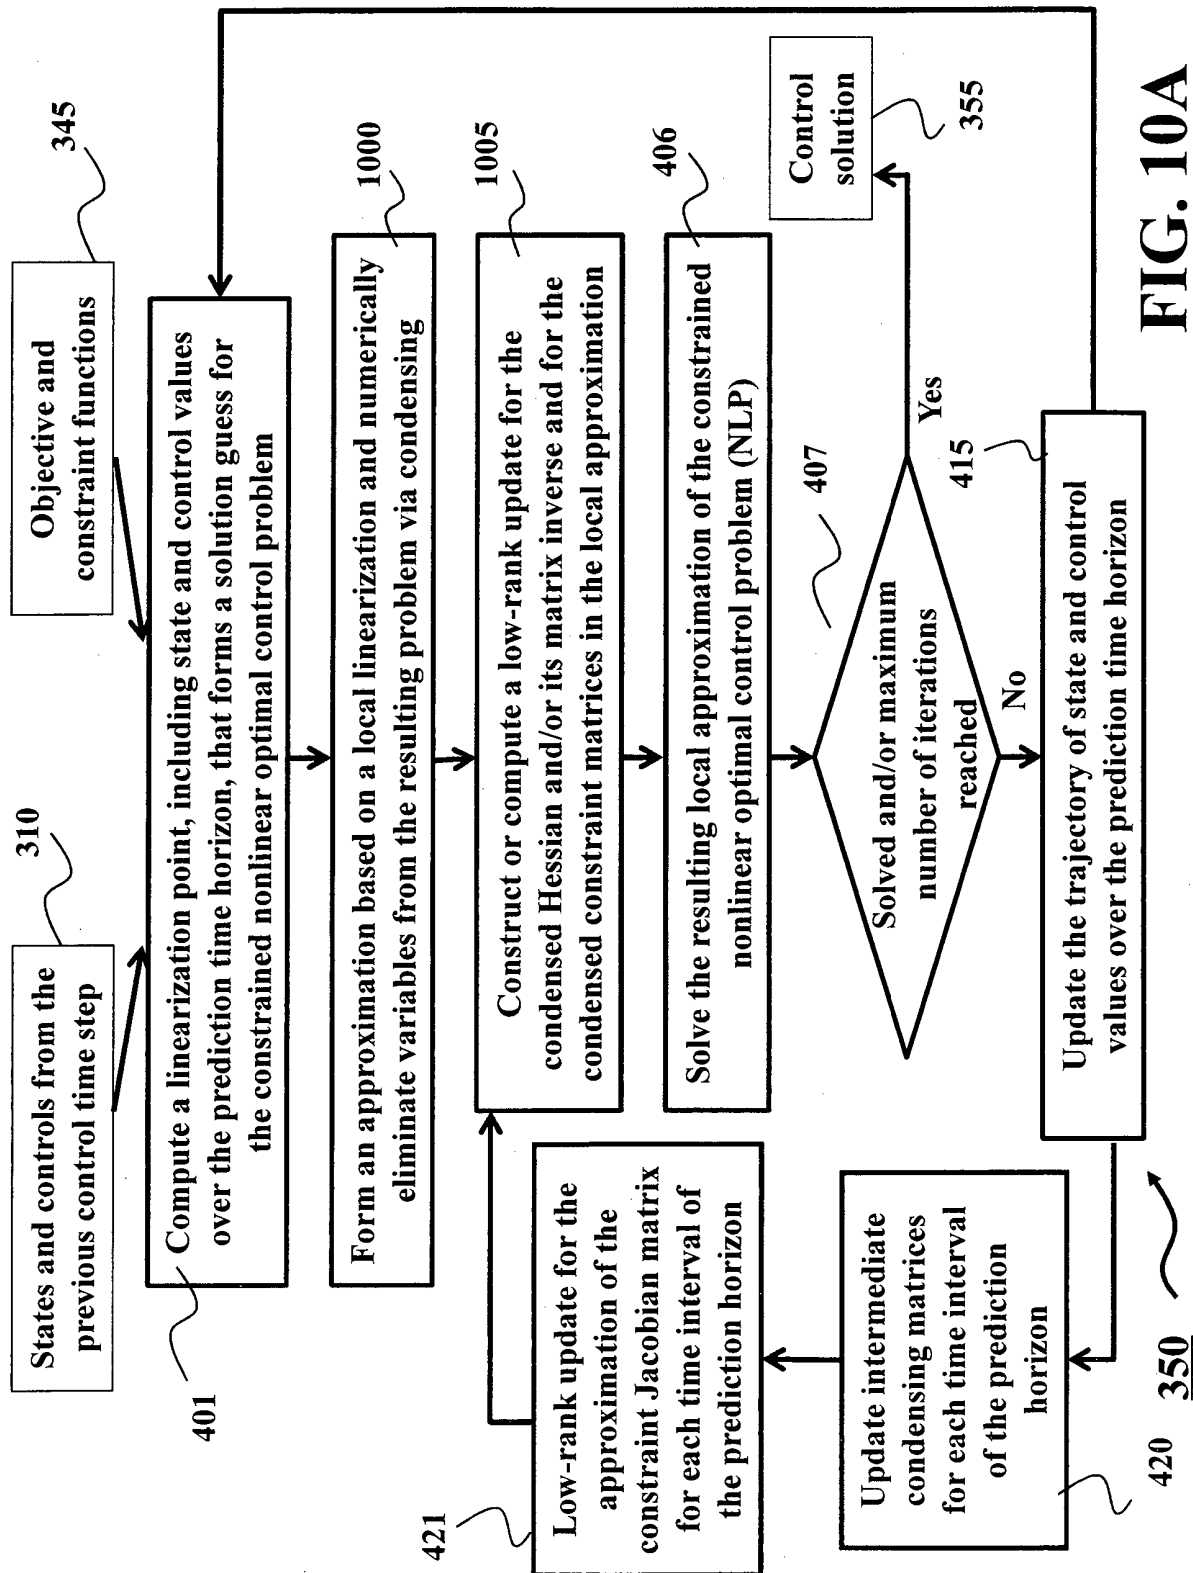 States and controls from the
previous control time step
310
Objective and
constraint functions
345
Compute a linearization point, including state and control values
over the prediction time horizon, that forms a solution guess for
the constrained nonlinear optimal control problem
401
Form an approximation based on a local linearization and numerically
eliminate variables from the resulting problem via condensing
1000
Construct or compute a low-rank update for the
condensed Hessian and/or its matrix inverse and for the
condensed constraint matrices in the local approximation
1005
Low-rank update for the
approximation of the
constraint Jacobian matrix
for each time interval of
the prediction horizon
421
Solve the resulting local approximation of the constrained
nonlinear optimal control problem (NLP)
406
Solved and/or maximum
number of iterations
reached
407
Yes
No
Control
solution
355
Update intermediate
condensing matrices
for each time interval
of the prediction
horizon
420
Update the trajectory of state and control
values over the prediction time horizon
415
350
FIG. 10A